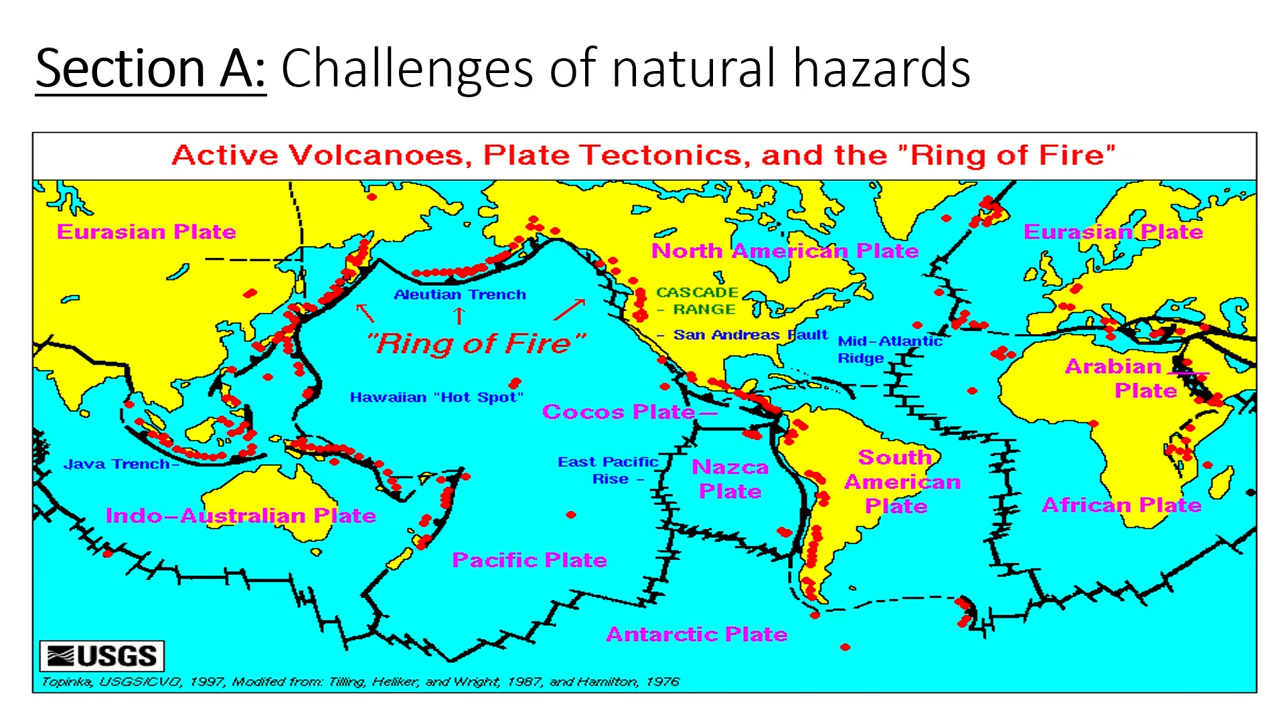 Section A: Challenges of natural hazards
Active Volcanoes, Plate Tectonics, and the "Ring of Fire"
Eurasian Plate
North American Plate
Eurasian Plate
Aleutian Trench
CASCADE
- RANGE
"Ring of Fire"
- San Andreas Fault
Mid-Atlantic
Ridge
Arabian
Plate
Hawaiian "Hot Spot"
Cocos Plate
Java Trench
East Pacific
Rise -
Nazca
Plate
South
American
Plate
African Plate
Indo-Australian Plate
Pacific Plate
Antarctic Plate
USGS
Topinka, USGS/CVO, 1997, Modifed from: Tilling, Heliker, and Wright, 1987, and Hamilton, 1976